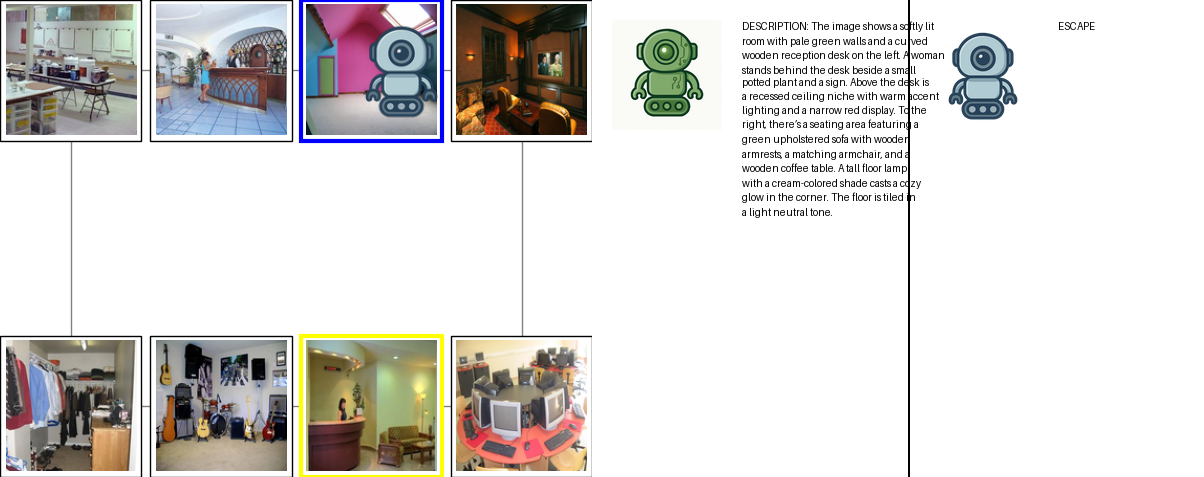 DESCRIPTION: The image shows a softly lit
room with pale green walls and a curved
wooden reception desk on the left. A woman
stands behind the desk beside a small
potted plant and a sign. Above the desk is
a recessed ceiling niche with warm accent
lighting and a narrow red display. To the
right, there's a seating area featuring a
green upholstered sofa with wooden
armrests, a matching armchair, and a
wooden coffee table. A tall floor lamp
with a cream-colored shade casts a cozy
glow in the corner. The floor is tiled in
a light neutral tone.
ESCAPE